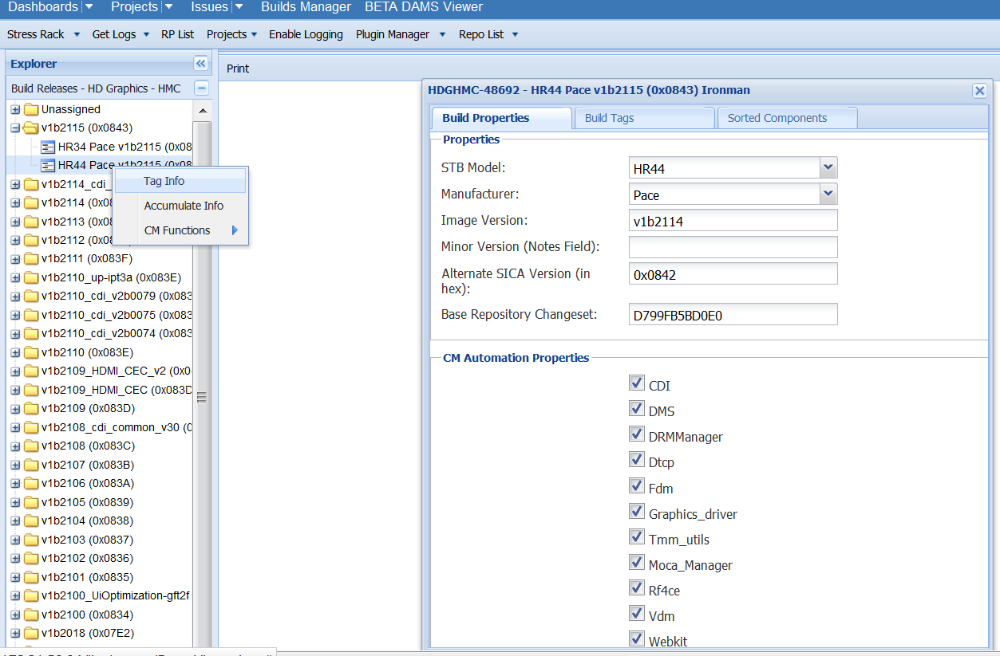 Dashboards Projects Issues Builds Manager BETA DAMS Viewer
Stress Rack Get Logs RP List Projects Enable Logging Plugin Manager Repo List
Explorer
Build Releases - HD Graphics - HMC
Unassigned
v1b2115 (0x0843)
HR34 Pace v1b2115 (0x08
HR44 Pace v1b2115 (0x08
v1b2114_cdi_
v1b2114 (0x08
v1b2113 (0x08
v1b2112 (0x08
v1b2111 (0x083F)
v1b2110_up-ipt3a (0x083E)
v1b2110_cdi_v2b0079 (0x083
v1b2110_cdi_v2b0075 (0x083
v1b2110_cdi_v2b0074 (0x083
v1b2110 (0x083E)
v1b2109_HDMI_CEC_v2 (0x0
v1b2109_HDMI_CEC (0x083D
v1b2109 (0x083D)
v1b2108_cdi_common_v30 (0
v1b2108 (0x083C)
v1b2107 (0x083B)
v1b2106 (0x083A)
v1b2105 (0x0839)
v1b2104 (0x0838)
v1b2103 (0x0837)
v1b2102 (0x0836)
v1b2101 (0x0835)
v1b2100_UiOptimization-gft2f
v1b2100 (0x0834)
v1b2018 (0x07E2)
Tag Info
Accumulate Info
CM Functions
Print
HDGHMC-48692 - HR44 Pace v1b2115 (0x0843) Ironman
Build Properties Build Tags Sorted Components
Properties
STB Model: HR44
Manufacturer: Pace
Image Version: v1b2114
Minor Version (Notes Field):
Alternate SICA Version (in 0x0842
hex):
Base Repository Changeset: D799FB5BD0E0
CM Automation Properties
CDI
DMS
DRMManager
Dtcp
Fdm
Graphics_driver
Tmm_utils
Moca_Manager
Rf4ce
Vdm
Webkit